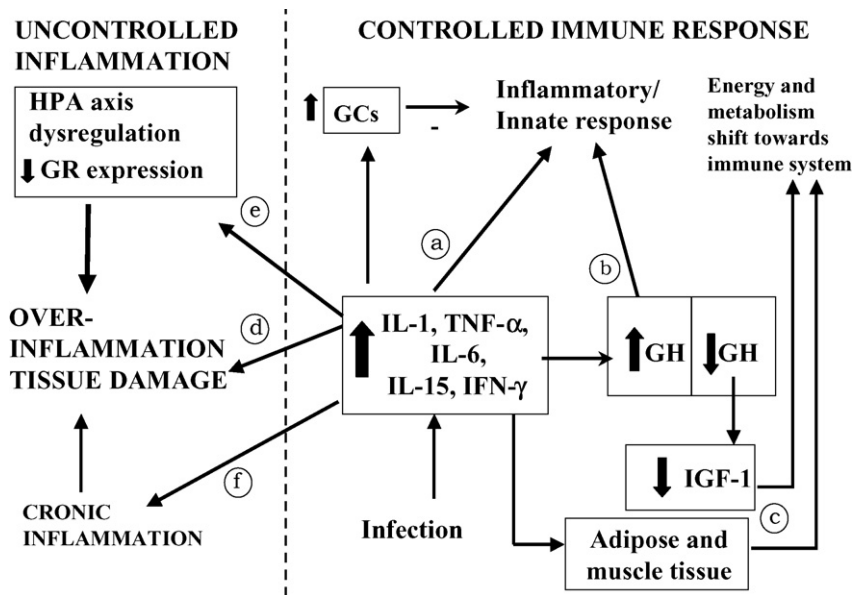 UNCONTROLLED
INFLAMMATION
HPA axis
dysregulation
GR expression
e
OVER-
INFLAMMATION
TISSUE DAMAGE
d
f
CRONIC
INFLAMMATION
CONTROLLED IMMUNE RESPONSE
GCs
-
Inflammatory/
Innate response
Energy and
metabolism
shift towards
immune system
a
b
IL-1, TNF-α,
IL-6,
IL-15, IFN-γ
GH
GH
IGF-1
c
Infection
Adipose and
muscle tissue